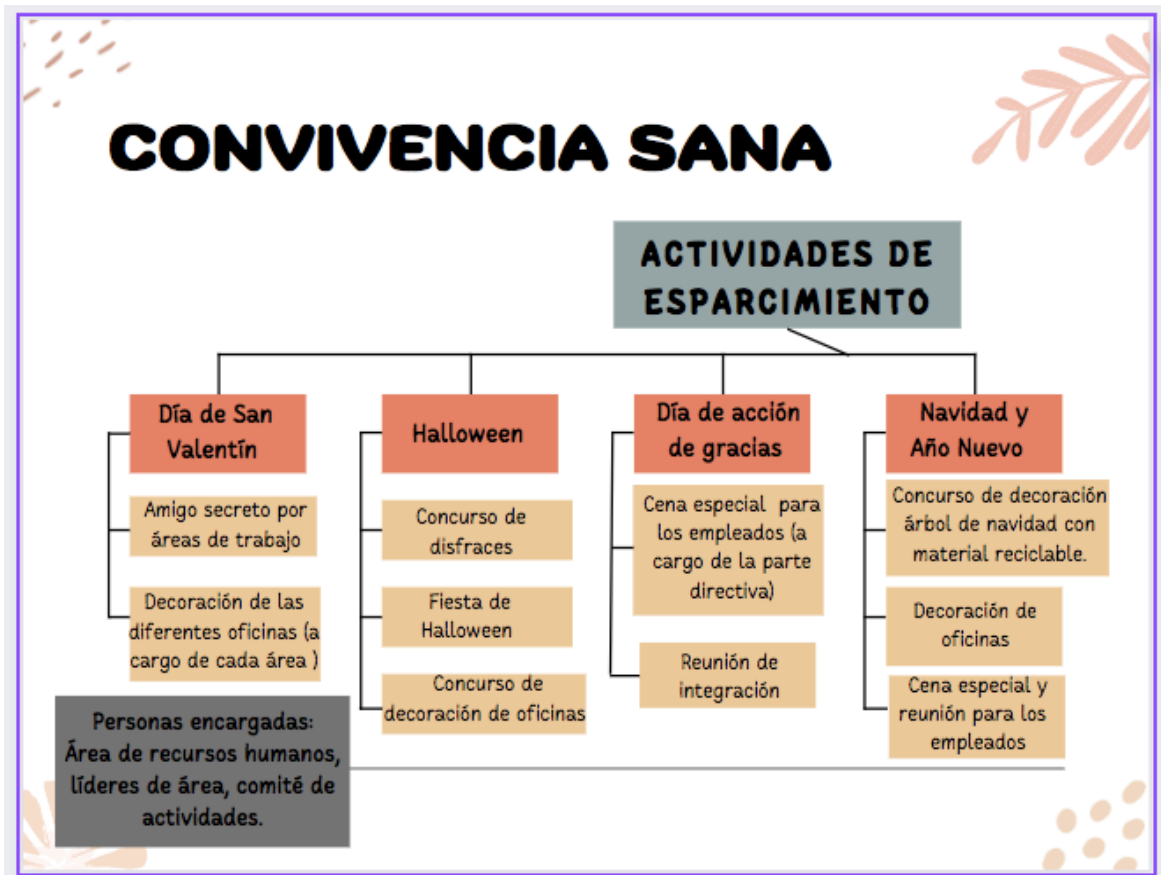 CONVIVENCIA SANA
ACTIVIDADES DE
ESPARCIMIENTO
Día de San
Valentín
Amigo secreto por
áreas de trabajo
Decoración de las
diferentes oficinas (a
cargo de cada área )
Halloween
Concurso de
disfraces
Fiesta de
Halloween
Concurso de
decoración de oficinas
Día de acción
de gracias
Cena especial para
los empleados (a
cargo de la parte
directiva)
Reunión de
integración
Navidad y
Año Nuevo
Concurso de decoración
árbol de navidad con
material reciclable.
Decoración de
oficinas
Cena especial y
reunión para los
empleados
Personas encargadas:
Área de recursos humanos,
líderes de área, comité de
actividades.